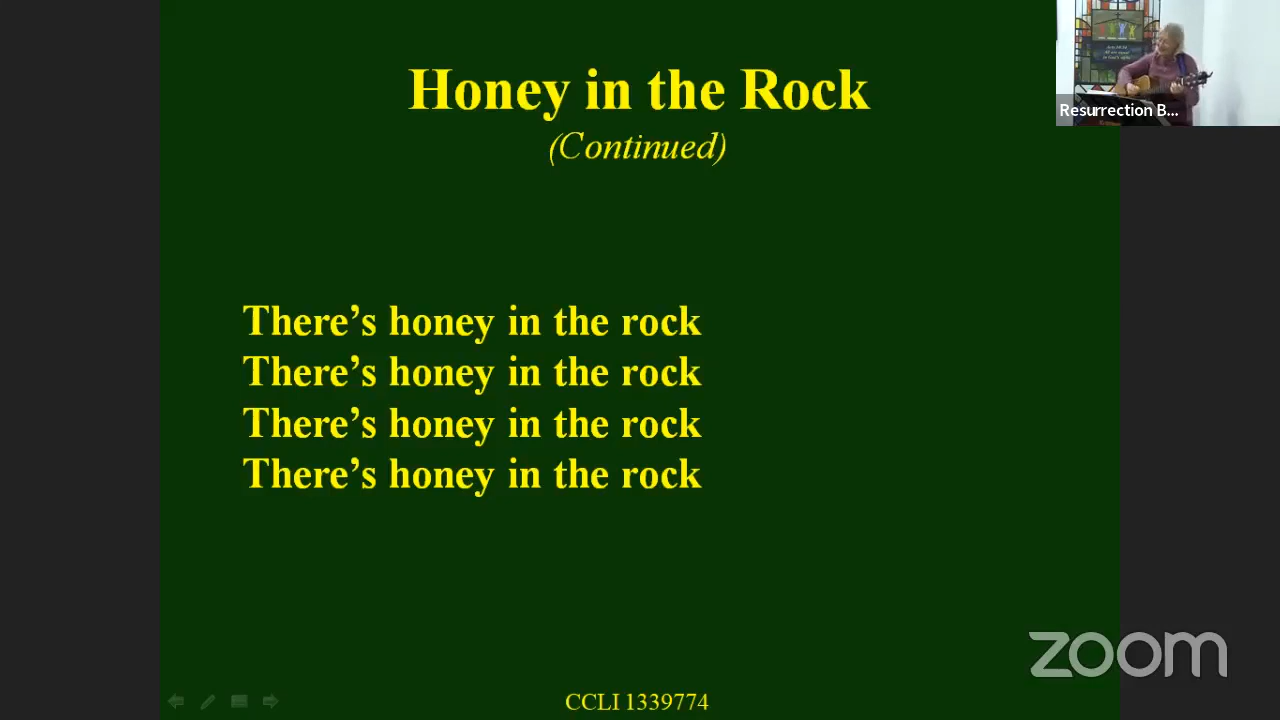 Honey in the Rock
(Continued)
There’s honey in the rock
There’s honey in the rock
There’s honey in the rock
There’s honey in the rock
CCLI 1339774
Resurrection B...
zoom